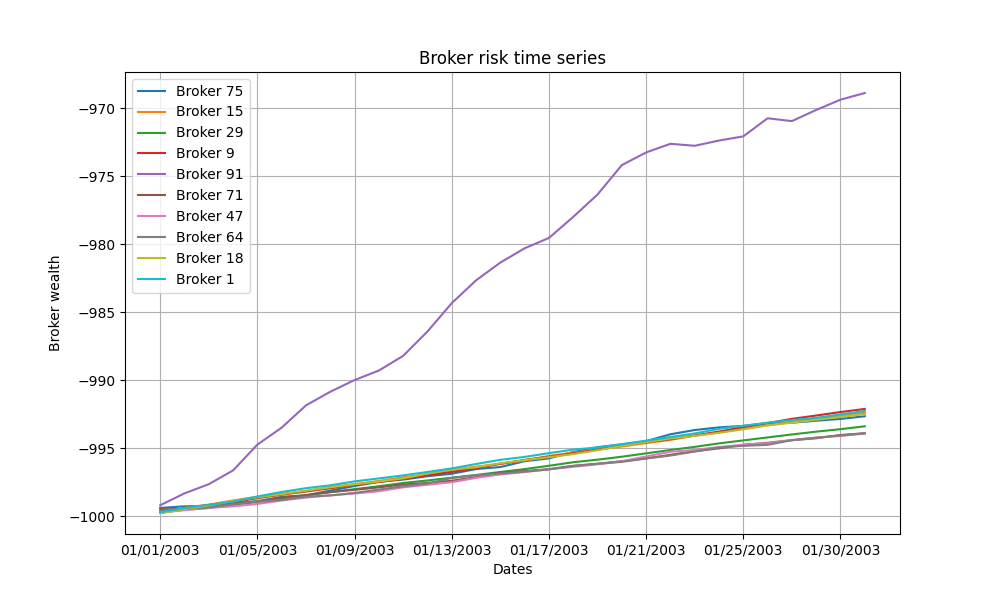 Broker risk time series
Broker wealth
−970
−975
−980
−985
−990
−995
−1000
Broker 75
Broker 15
Broker 29
Broker 9
Broker 91
Broker 71
Broker 47
Broker 64
Broker 18
Broker 1
01/01/2003 01/05/2003 01/09/2003 01/13/2003 01/17/2003 01/21/2003 01/25/2003 01/30/2003
Dates